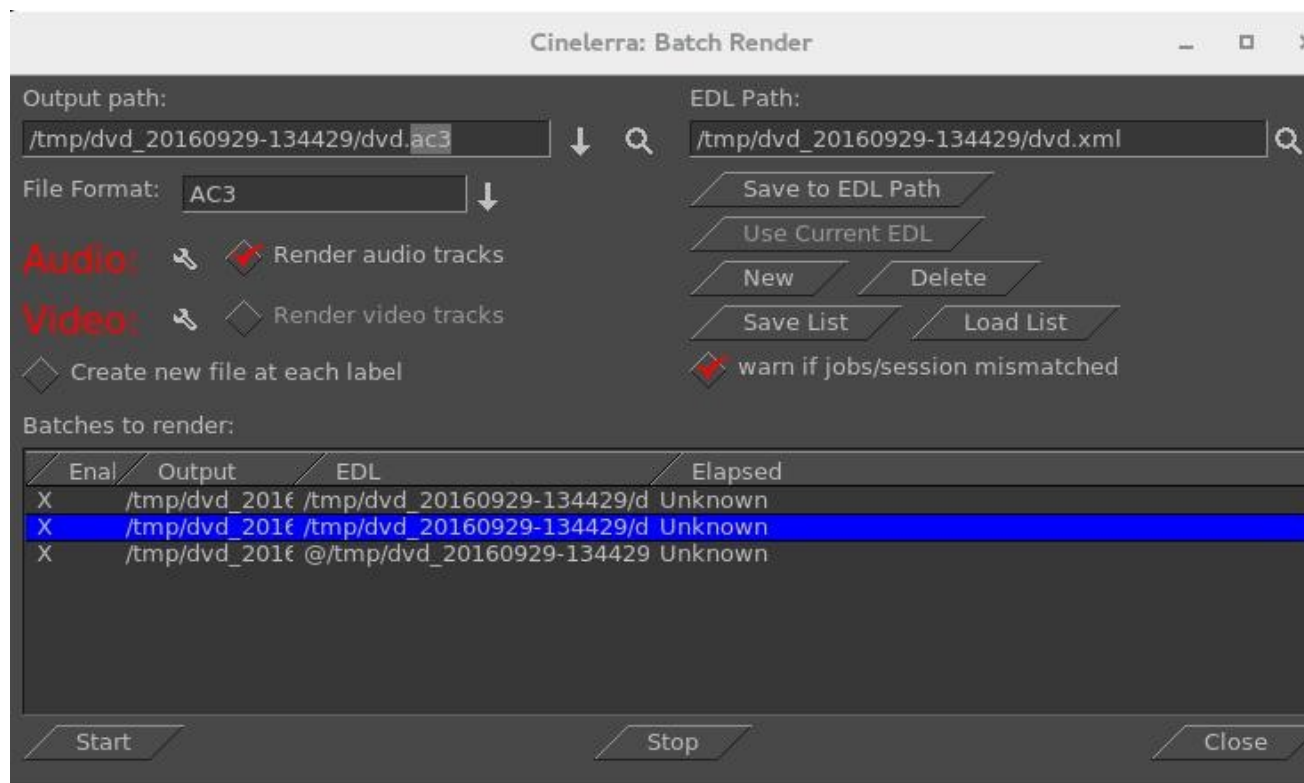 Cinelerra: Batch Render
Output path:
EDL Path:
/tmp/dvd_20160929-134429/dvd.ac3
/tmp/dvd_20160929-134429/dvd.xml
File Format:
AC3
Save to EDL Path
Use Current EDL
Audio:
Render audio tracks
New
Delete
Video:
Render video tracks
Save List
Load List
Create new file at each label
warn if jobs/session mismatched
Batches to render:
Enal Output EDL Elapsed
X /tmp/dvd_2016 /tmp/dvd_20160929-134429/d Unknown
X /tmp/dvd_2016 /tmp/dvd_20160929-134429/d Unknown
X /tmp/dvd_2016 @/tmp/dvd_20160929-134429 Unknown
Start
Stop
Close